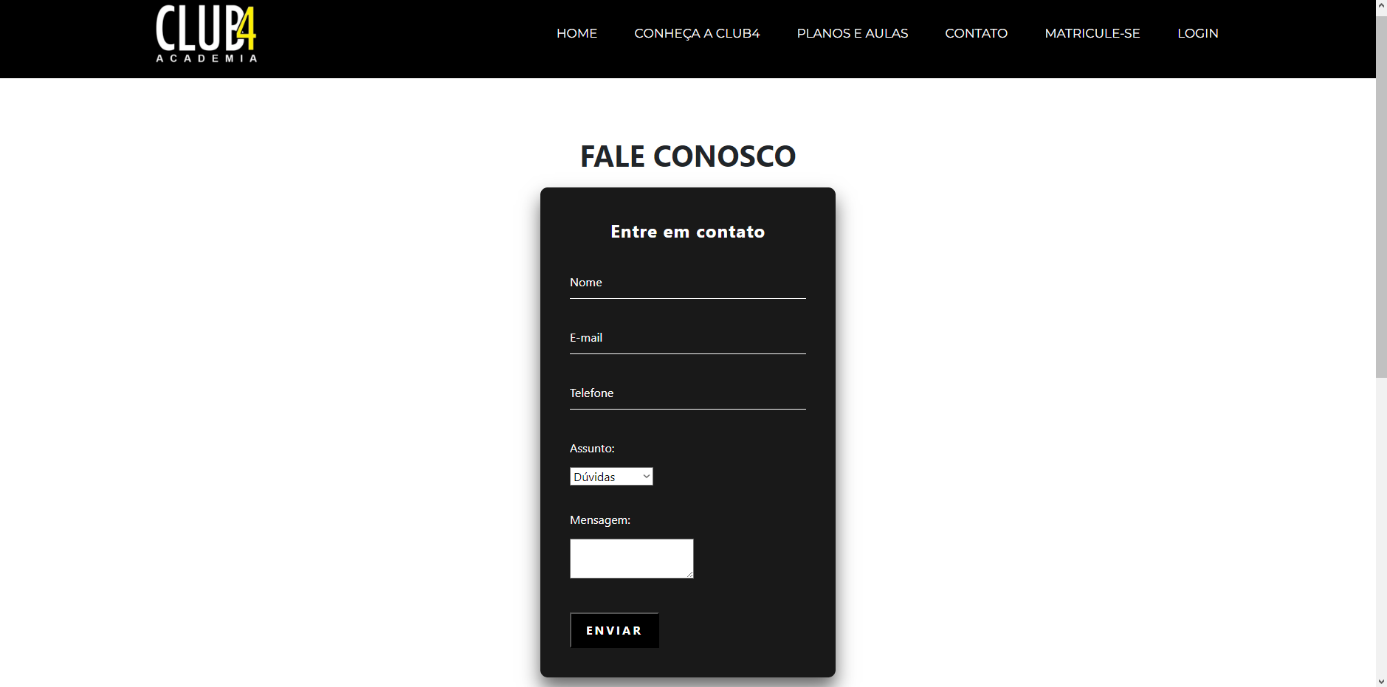 CLUB4
ACADEMIA
HOME CONHEÇA A CLUB4 PLANOS E AULAS CONTATO MATRICULE-SE LOGIN
FALE CONOSCO
Entre em contato
Nome
E-mail
Telefone
Assunto:
Dúvidas
Mensagem:
ENVIAR